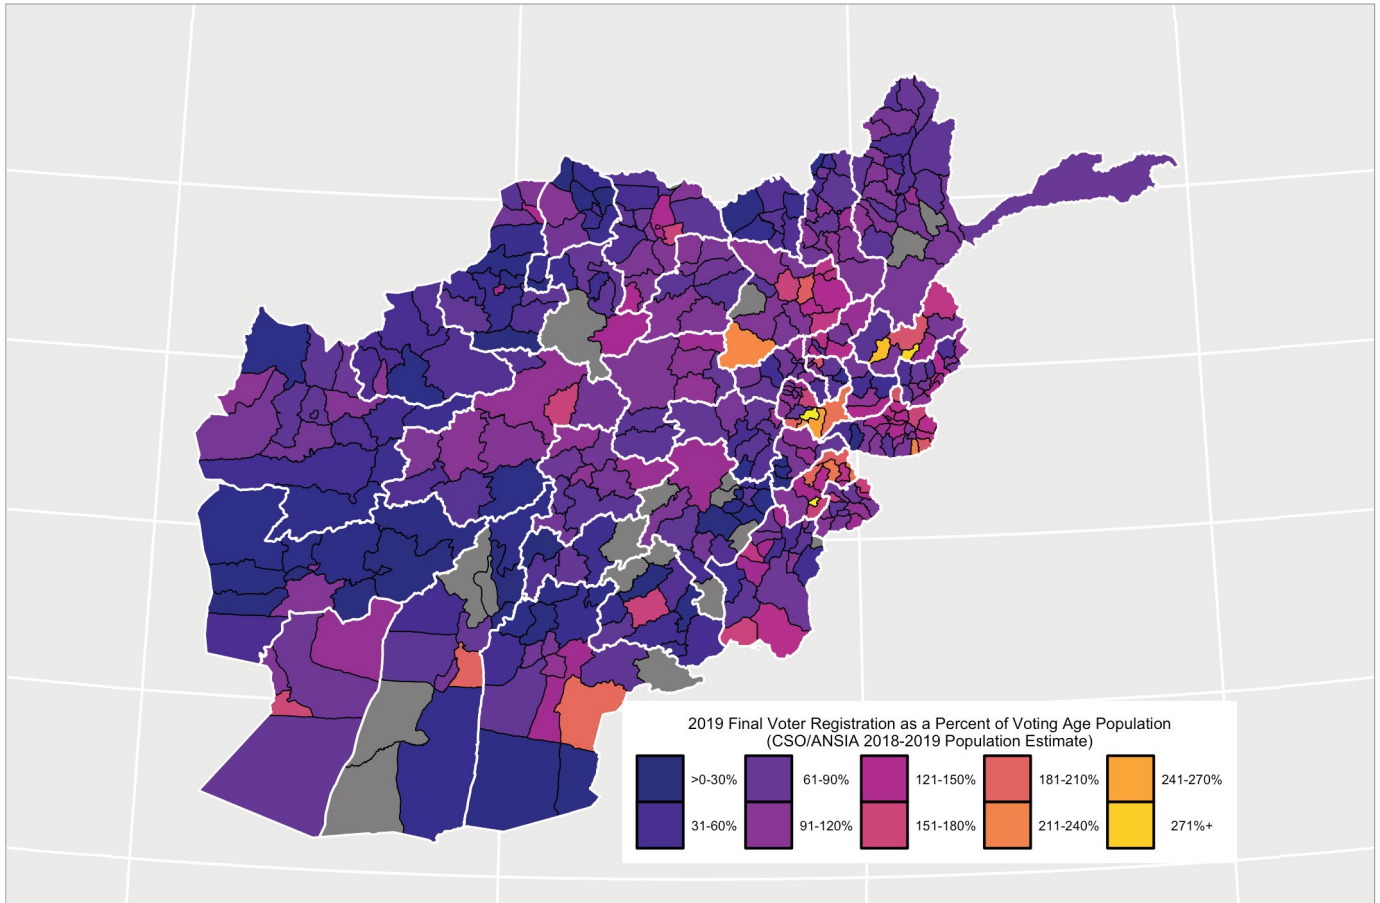 2019 Final Voter Registration as a Percent of Voting Age Population
(CSO/ANSIA 2018-2019 Population Estimate)
>0-30% 61-90% 121-150% 181-210% 241-270%
31-60% 91-120% 151-180% 211-240% 271%+